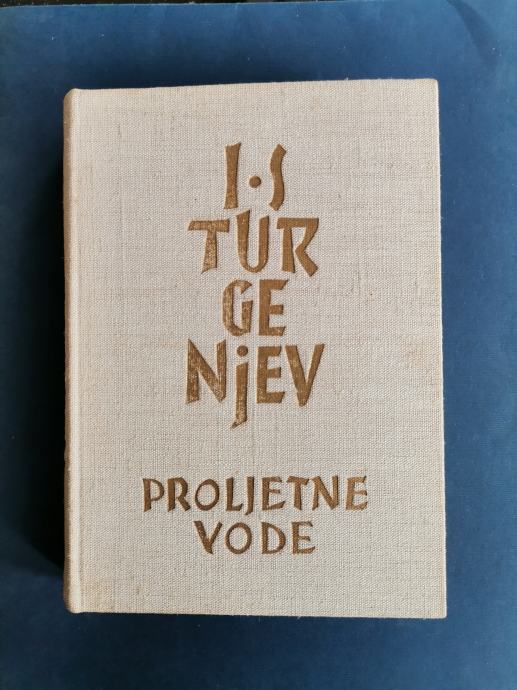 I·S
TUR
GE
NjEV
PROLJETNE
VODE